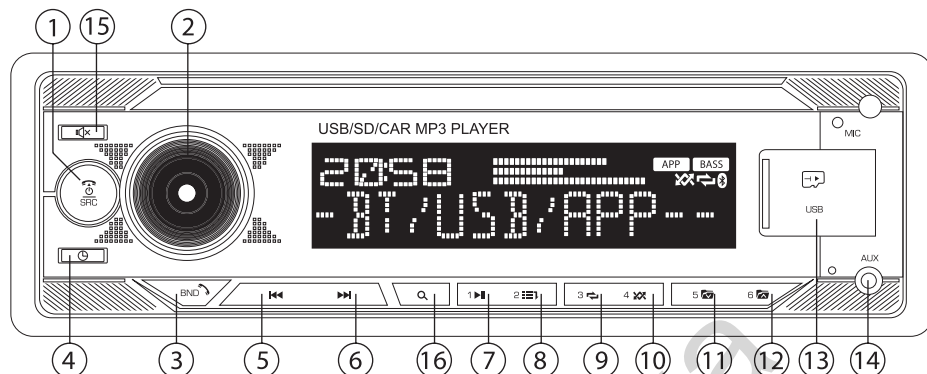 1 15 2
USB/SD/CAR MP3 PLAYER
MIC
2058
APP BASS
-BT/USB/APP--
SRC
USB
AUX
BND 1 2 3 4 5 6
4 3 5 6 16 7 8 9 10 11 12 13 14